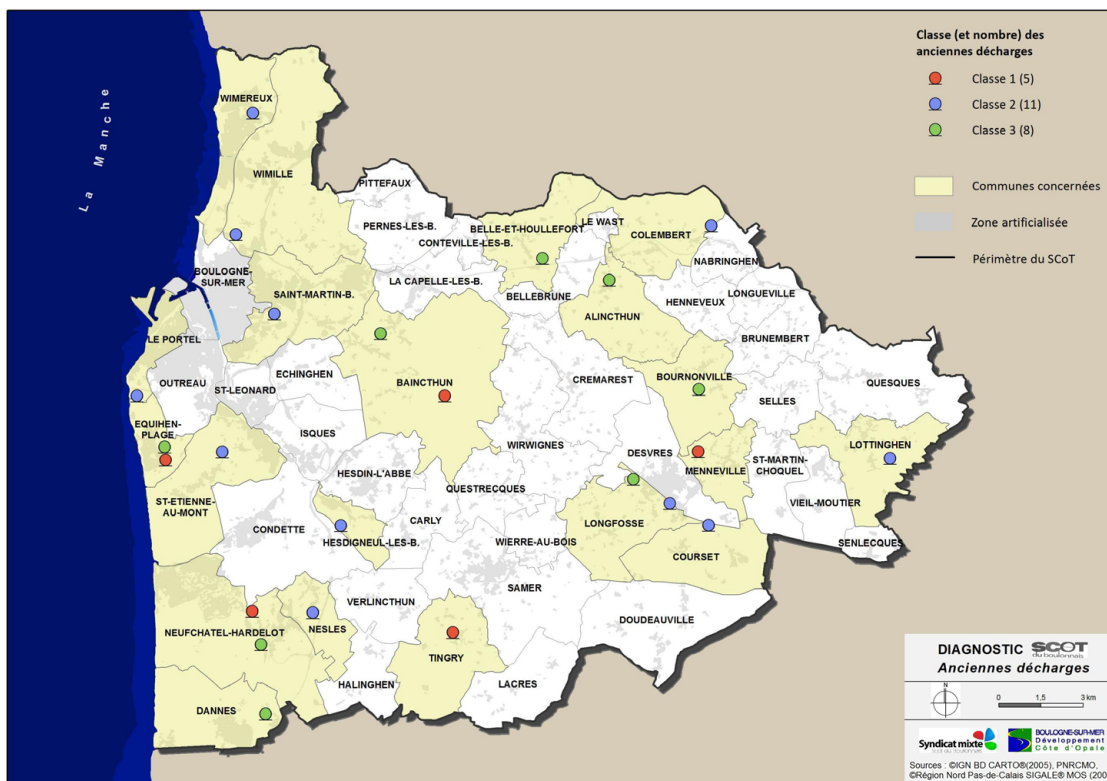 Classe (et nombre) des
anciennes décharges
Classe 1 (5)
Classe 2 (11)
Classe 3 (8)
Communes concernées
Zone artificialisée
Périmètre du SCoT
La Manche
WIMEREUX
WIMILLE
PITTEFAUX
PERNES-LES-B.
CONTEVILLE-LES-B.
BELLE-ET-HOULLEFORT
LE WAST
COLEMBERT
NABRINGHEN
BOULOGNE-
SUR-MER
SAINT-MARTIN-B.
LA CAPELLE-LES-B.
BELLEBRUNE
HENNEVEUX
LONGUEVILLE
ALINCTHUN
BRUNEMBERT
LE PORTEL
OUTREAU
ST-LEONARD
ECHINGHEN
BAINCTHUN
CREMAREST
BOURNONVILLE
SELLES
QUESQUES
EQUIHEN-
PLAGE
ISQUES
WIRWIGNES
DESVRES
MENNEVILLE
ST-MARTIN-
CHOQUEL
LOTTINGHEN
HESDIN-L'ABBE
QUESTRECQUES
ST-ETIENNE-
AU-MONT
CONDETTE
HESDIGNEUL-LES-B.
CARLY
WIERRE-AU-BOIS
LONGFOSSE
VIEIL-MOUTIER
SENLECQUES
COURSET
VERLINCTHUN
SAMER
DOUDEAUVILLE
NEUFCHATEL-HARDELOT
NESLES
TINGRY
HALINGHEN
LACRES
DANNES
DIAGNOSTIC SCOT
du boulonnais
Anciennes décharges
N
0 1,5 3 km
Syndicat mixte
BOULOGNE-SUR-MER
Développement
Côte d'Opale
Sources : ©IGN BD CARTO®(2005), PNRCMO,
©Région Nord Pas-de-Calais SIGALE® MOS (200